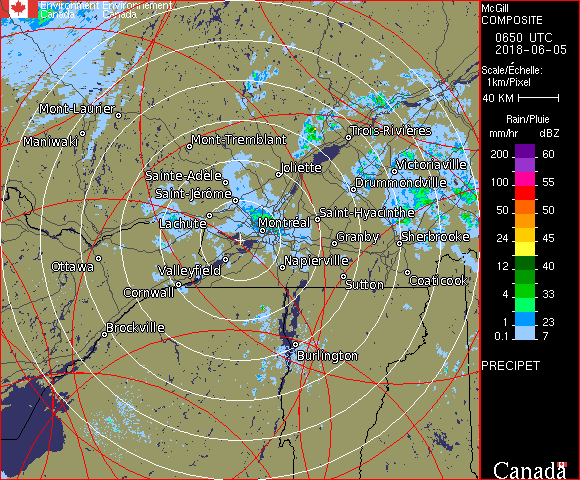 Environment Environnement
Canada Canada
McGill
COMPOSITE
0650 UTC
2018-06-05
Scale/Échelle:
1km/Pixel
40 KM
Rain/Pluie
mm/hr dBZ
200 60
150 57
100 55
50 50
24 45
12 40
4 33
1 23
0.1 7
PRECIPET
Canada
Mont-Laurier
Maniwaki
Mont-Tremblant
Trois-Rivières
Sainte-Adèle
Joliette
Victoriaville
Saint-Jérôme
Drummondville
Lachute
Montréal
Saint-Hyacinthe
Granby
Sherbrooke
Ottawa
Valleyfield
Napierville
Cornwall
Sutton
Coaticook
Brockville
Burlington